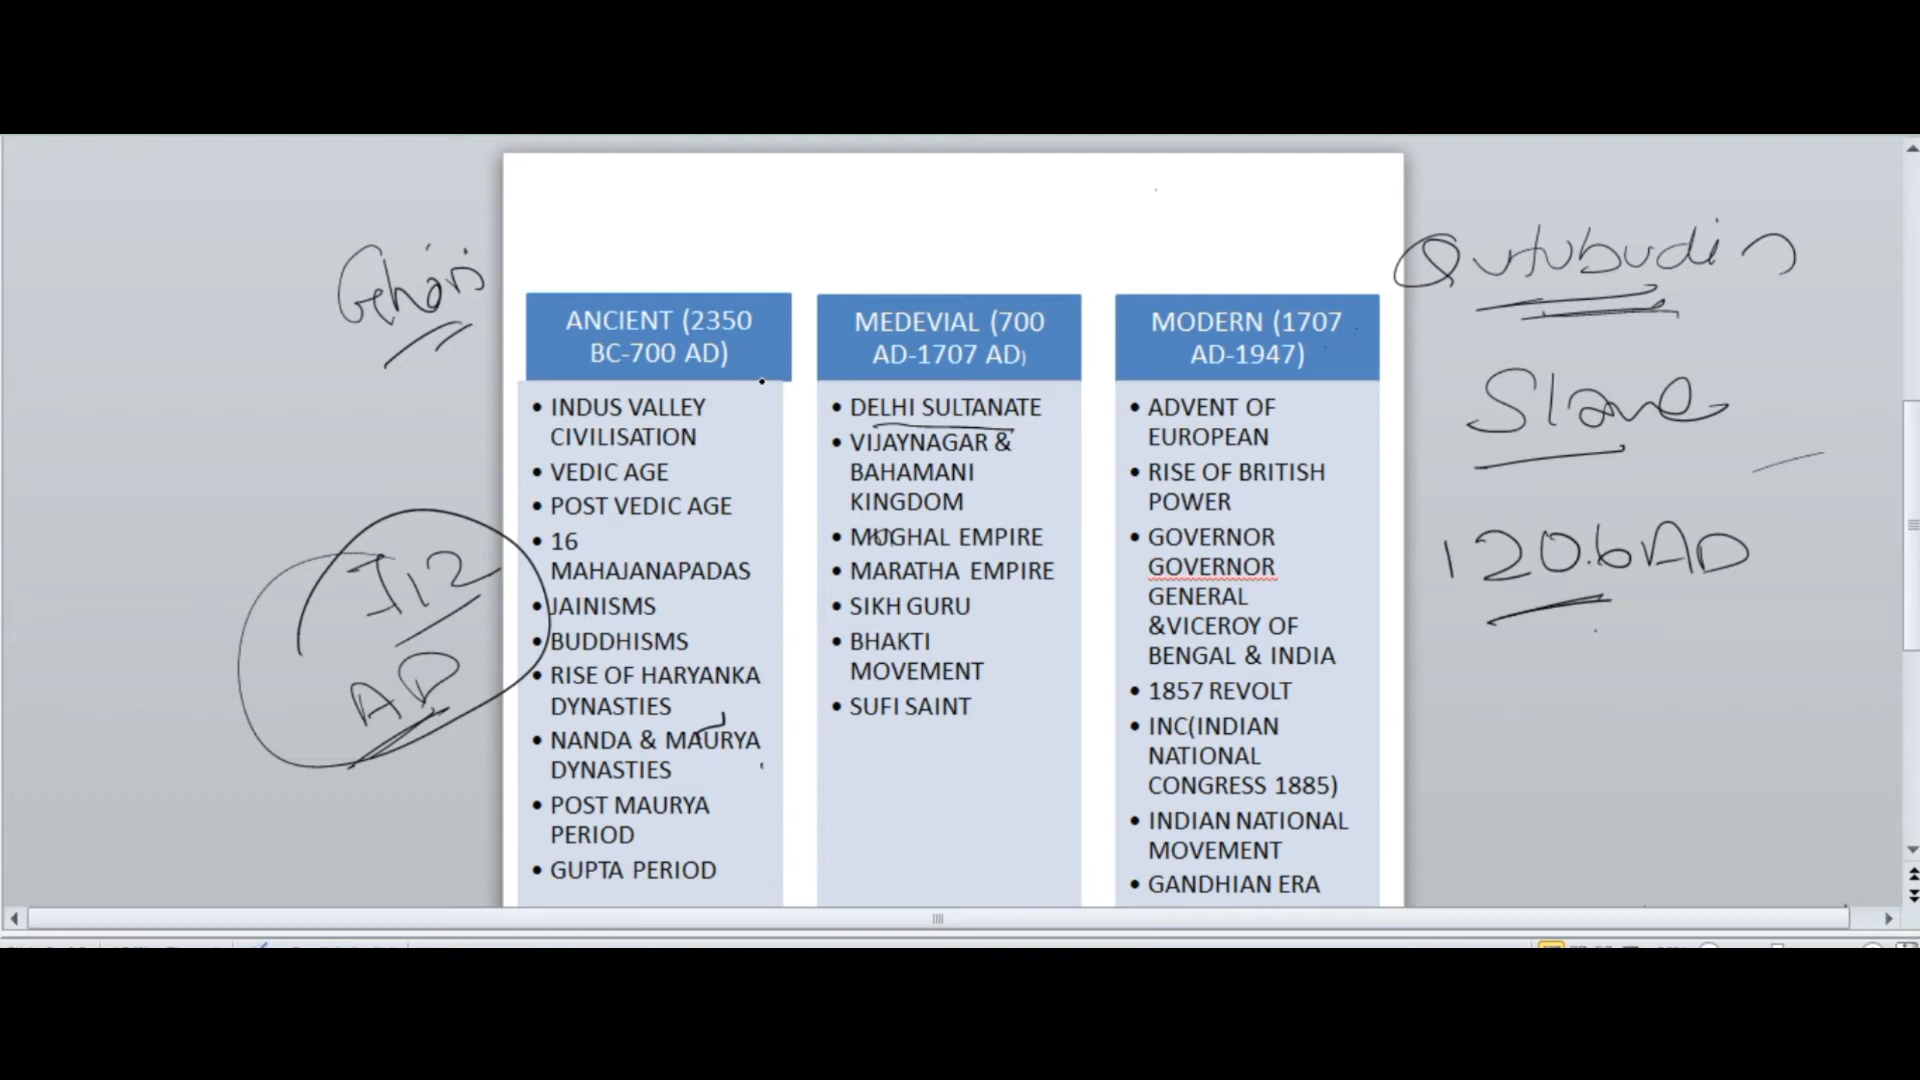 Ghori
Qutubudin
ANCIENT (2350
BC-700 AD)
MEDEVIAL (700
AD-1707 AD)
MODERN (1707
AD-1947)
Slave
1206AD
712
AD
• INDUS VALLEY
CIVILISATION
• VEDIC AGE
• POST VEDIC AGE
• 16
MAHAJANAPADAS
• JAINISMS
• BUDDHISMS
• RISE OF HARYANKA
DYNASTIES
• NANDA & MAURYA
DYNASTIES
• POST MAURYA
PERIOD
• GUPTA PERIOD
• DELHI SULTANATE
• VIJAYNAGAR &
BAHAMANI
KINGDOM
• MUGHAL EMPIRE
• MARATHA EMPIRE
• SIKH GURU
• BHAKTI
MOVEMENT
• SUFI SAINT
• ADVENT OF
EUROPEAN
• RISE OF BRITISH
POWER
• GOVERNOR
GOVERNOR
GENERAL
&VICEROY OF
BENGAL & INDIA
• 1857 REVOLT
• INC(INDIAN
NATIONAL
CONGRESS 1885)
• INDIAN NATIONAL
MOVEMENT
• GANDHIAN ERA